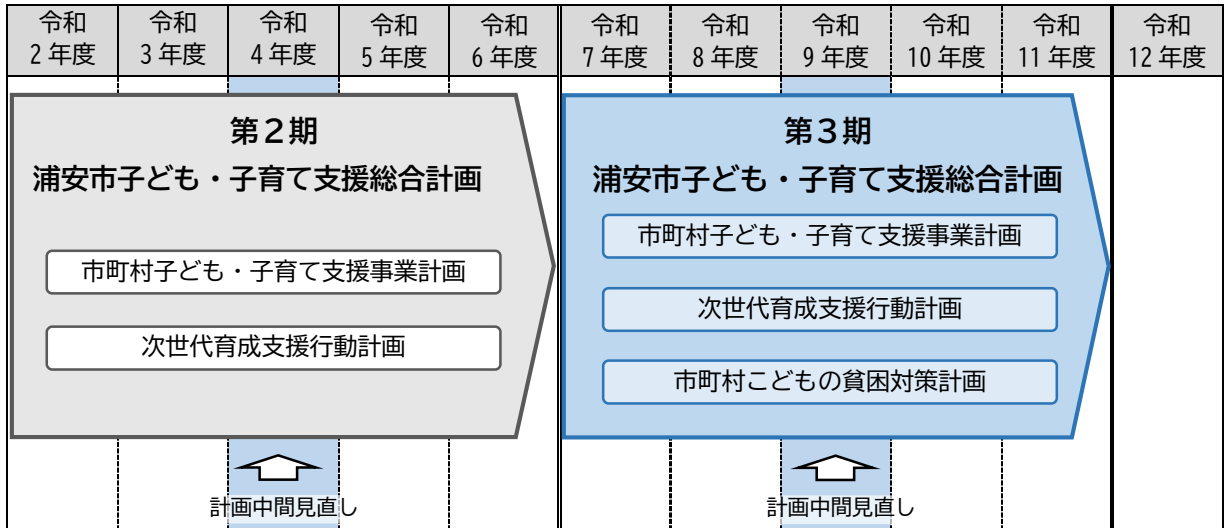 令和
2年度
令和
3年度
令和
4年度
令和
5年度
令和
6年度
令和
7年度
令和
8年度
令和
9年度
令和
10年度
令和
11年度
令和
12年度
第２期
浦安市子ども・子育て支援総合計画
市町村子ども・子育て支援事業計画
次世代育成支援行動計画
計画中間見直し
第３期
浦安市子ども・子育て支援総合計画
市町村子ども・子育て支援事業計画
次世代育成支援行動計画
市町村こどもの貧困対策計画
計画中間見直し